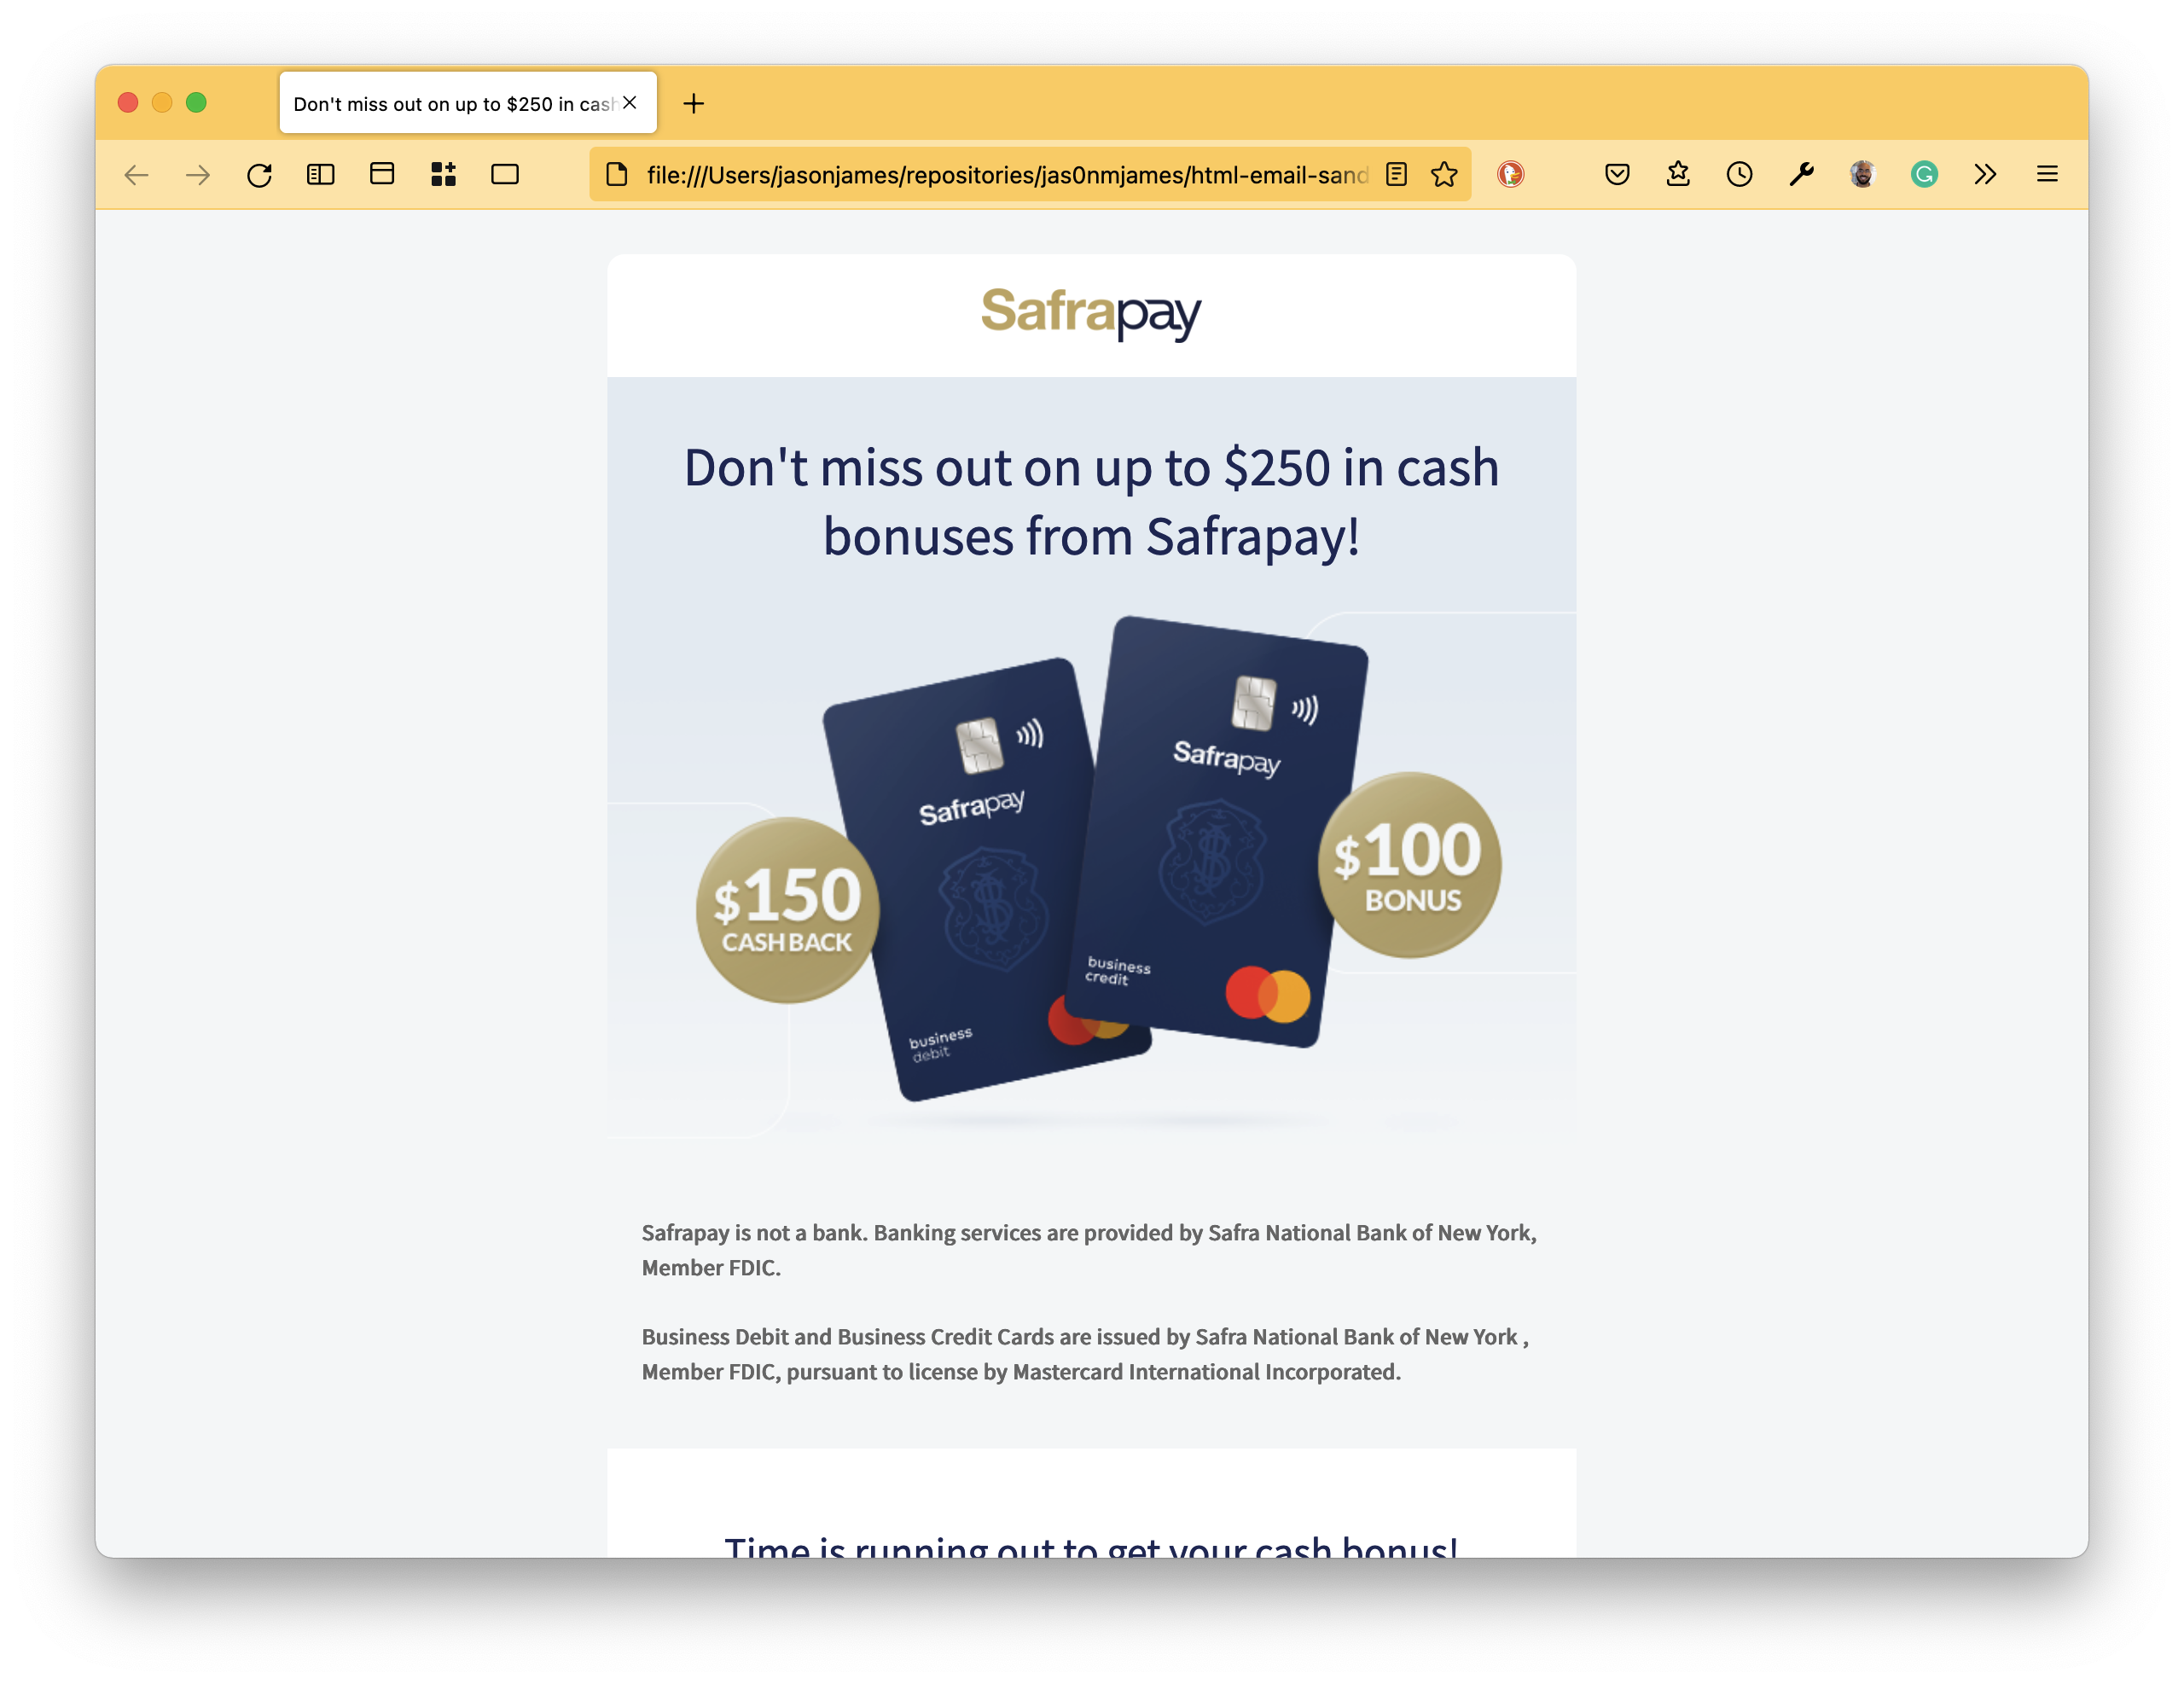 Don't miss out on up to $250 in cash
file:///Users/jasonjames/repositories/jas0nmjames/html-email-sand
Safrapay
Don't miss out on up to $250 in cash
bonuses from Safrapay!
Safrapay
Safrapay
$150
CASH BACK
$100
BONUS
business
credit
business
debit
Safrapay is not a bank. Banking services are provided by Safra National Bank of New York,
Member FDIC.
Business Debit and Business Credit Cards are issued by Safra National Bank of New York ,
Member FDIC, pursuant to license by Mastercard International Incorporated.
Time is running out to get your cash bonus!